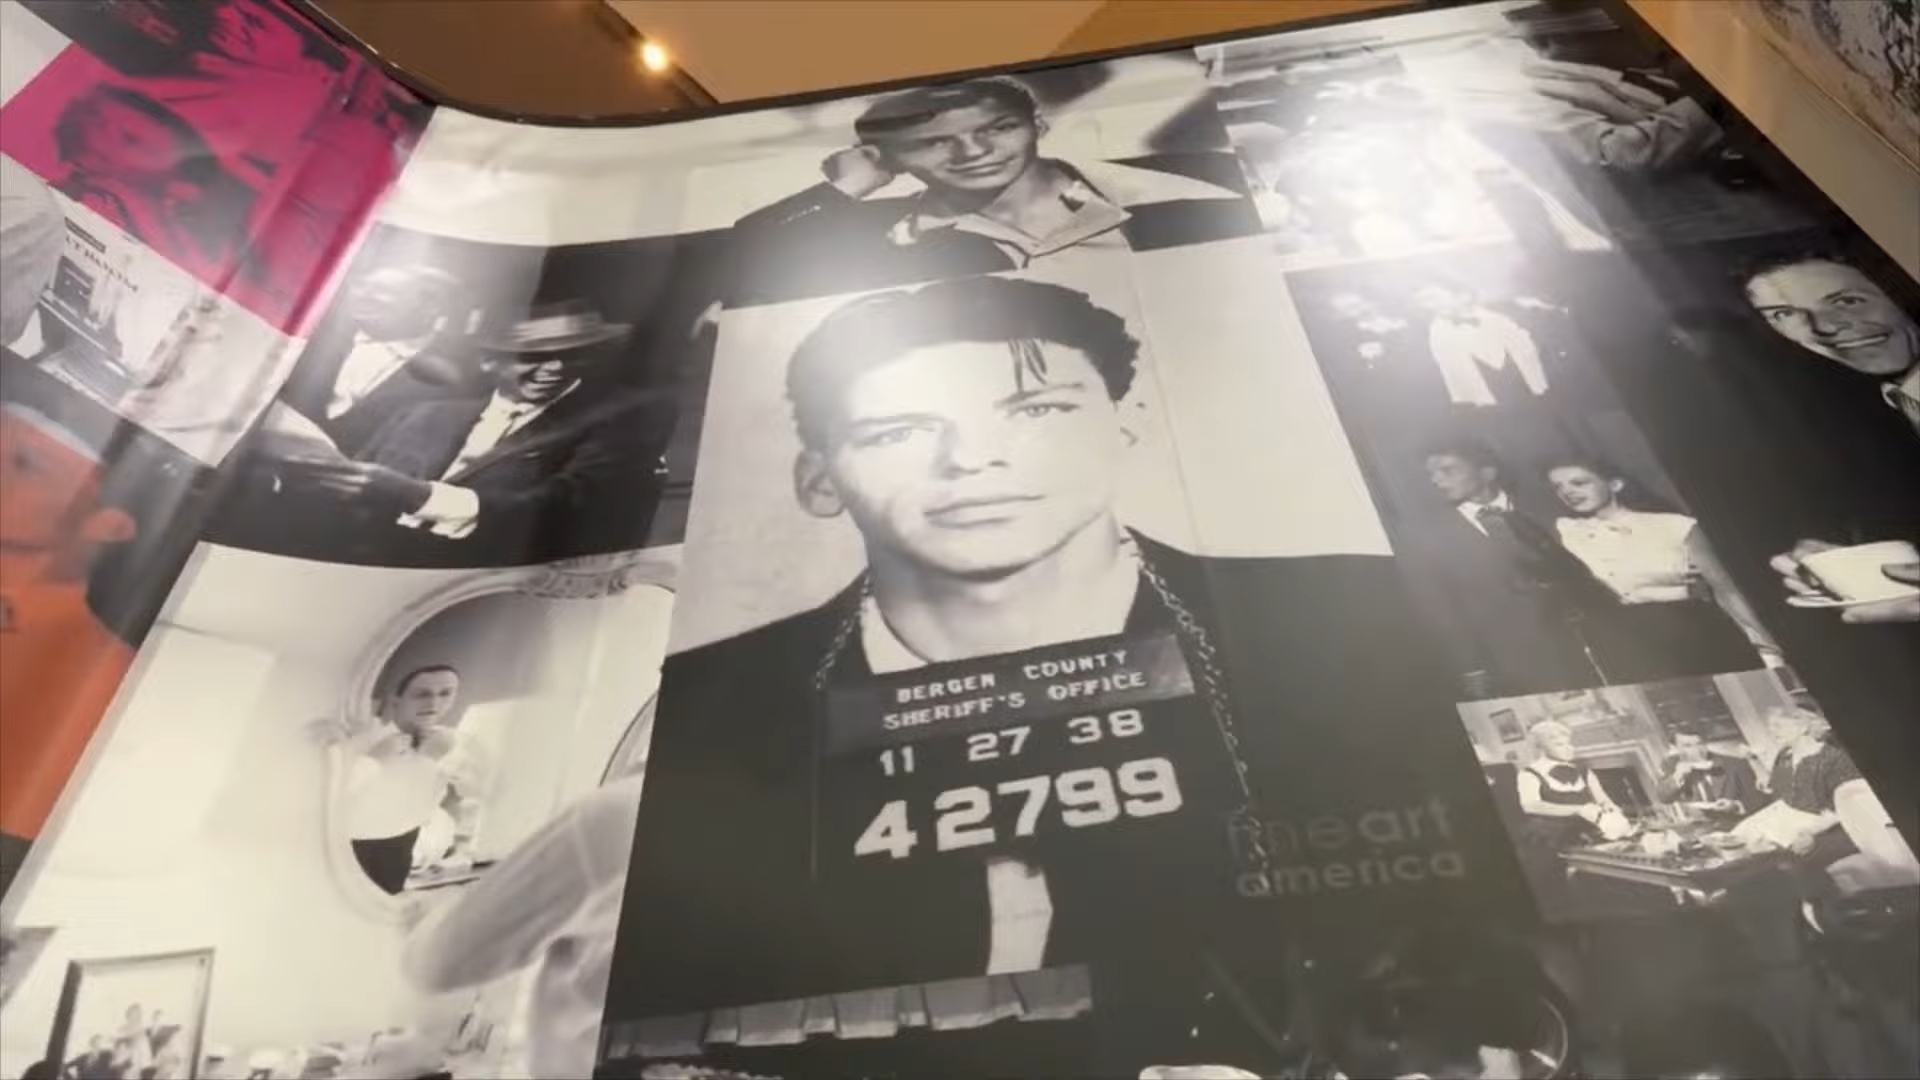 BERGEN COUNTY
SHERIFF'S OFFICE
11 27 38
42799
fineart
america